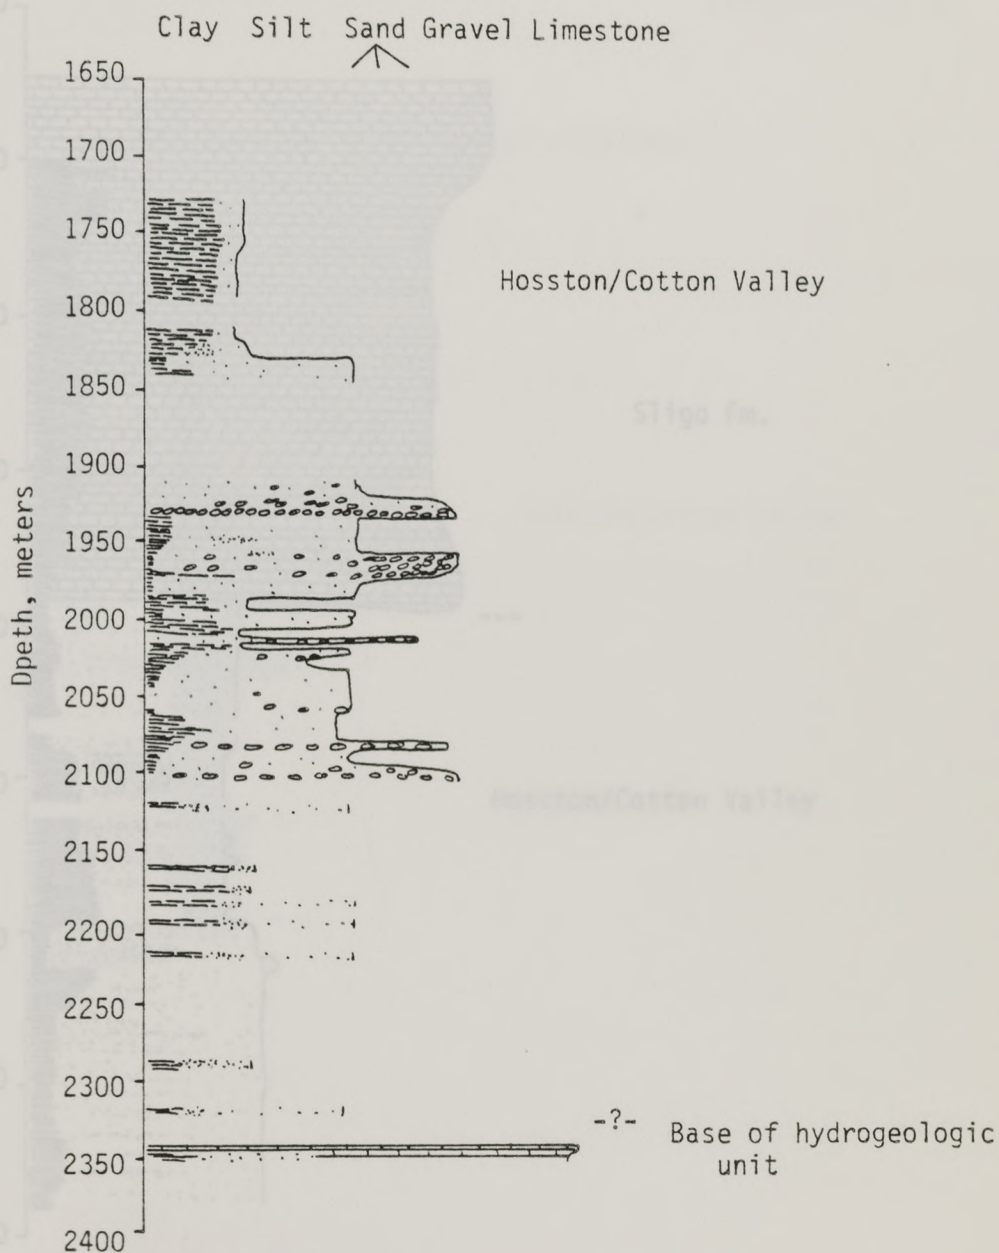 Clay Silt Sand Gravel Limestone
1650
1700
1750
Hosston/Cotton Valley
1800
1850
Sligo Fm.
1900
1950
Dpeth, meters
2000
2050
2100
Hosston/Cotton Valley
2150
2200
2250
2300
-?- Base of hydrogeologic
unit
2350
2400